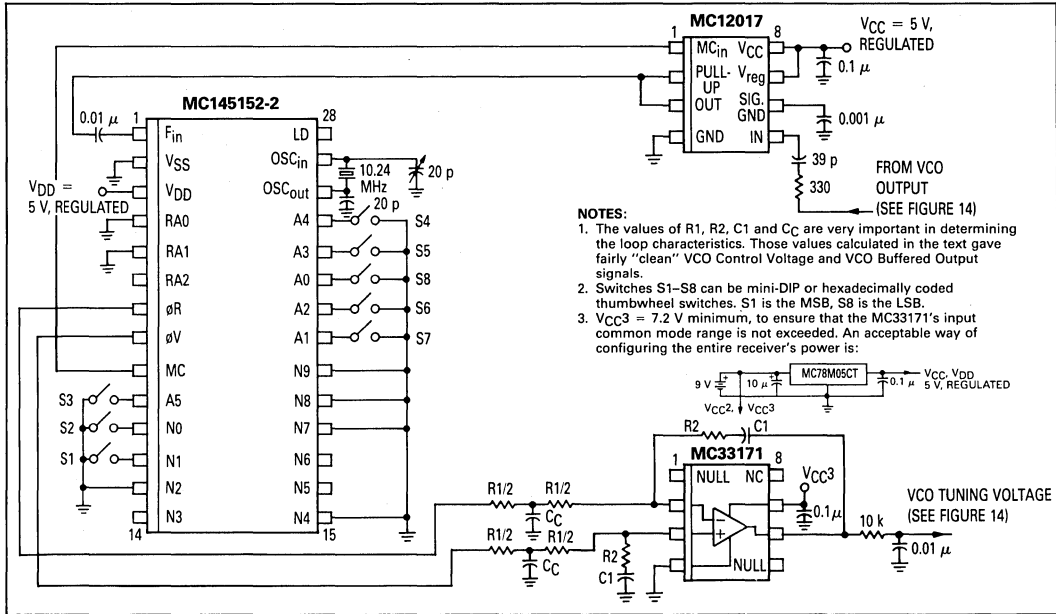 MC12017
1
8
MCin
VCC
PULL-UP
Vreg
OUT
SIG. GND
GND
IN
VCC = 5 V,
REGULATED
0.1 µ
0.001 µ
39 p
330
FROM VCO
OUTPUT
(SEE FIGURE 14)
MC145152-2
0.01 µ
1
28
Fin
LD
VSS
OSCin
VDD
OSCout
VDD =
5 V, REGULATED
10.24
MHz
20 p
20 p
RA0
A4
S4
RA1
A3
S5
RA2
A0
S8
øR
A2
S6
øV
A1
S7
MC
N9
S3
A5
N8
S2
N0
N7
S1
N1
N6
N2
N5
N3
N4
14
15
NOTES:
1. The values of R1, R2, C1 and CC are very important in determining
the loop characteristics. Those values calculated in the text gave
fairly "clean" VCO Control Voltage and VCO Buffered Output
signals.
2. Switches S1–S8 can be mini-DIP or hexadecimally coded
thumbwheel switches. S1 is the MSB, S8 is the LSB.
3. VCC3 = 7.2 V minimum, to ensure that the MC33171's input
common mode range is not exceeded. An acceptable way of
configuring the entire receiver's power is:
9 V
+
10 µ
+
MC78M05CT
0.1 µ
VCC, VDD
5 V, REGULATED
VCC2,
VCC3
R2
C1
MC33171
1
8
NULL
NC
VCC3
0.1 µ
−
+
NULL
R1/2
R1/2
CC
R1/2
R1/2
CC
R2
C1
10 k
0.01 µ
VCO TUNING VOLTAGE
(SEE FIGURE 14)